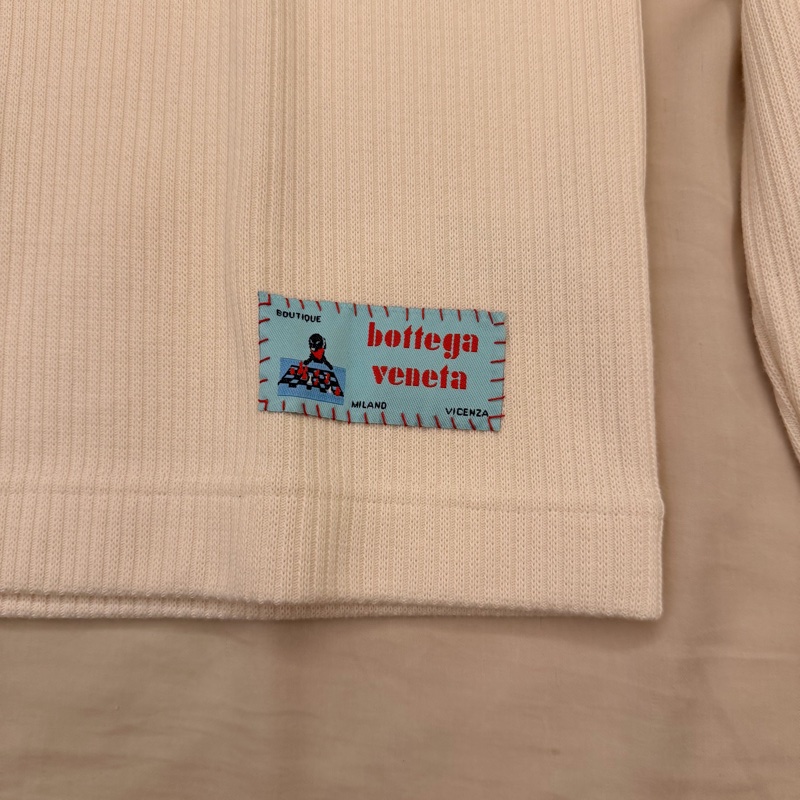 BOUTIQUE
bottega
veneta
MILANO
VICENZA